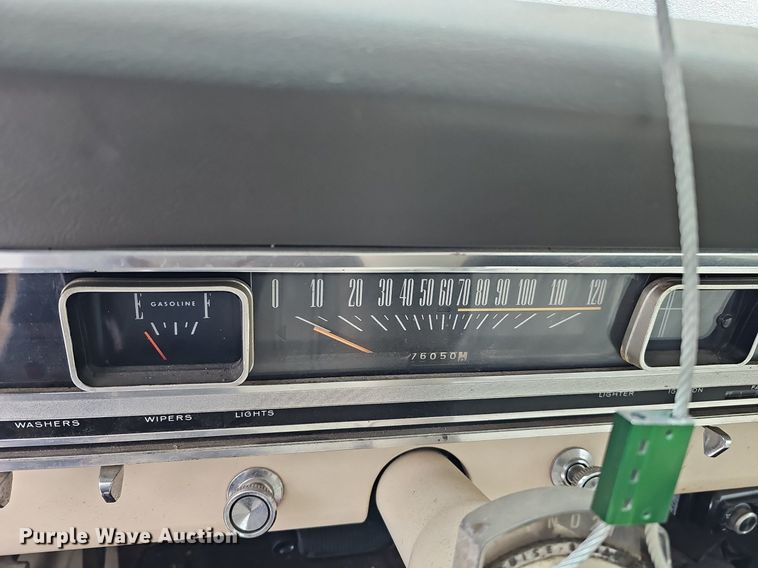 E GASOLINE F
0 10 20 30 40 50 60 70 80 90 100 110 120
76050
WASHERS WIPERS LIGHTS LIGHTER IGNITION
Purple Wave Auction